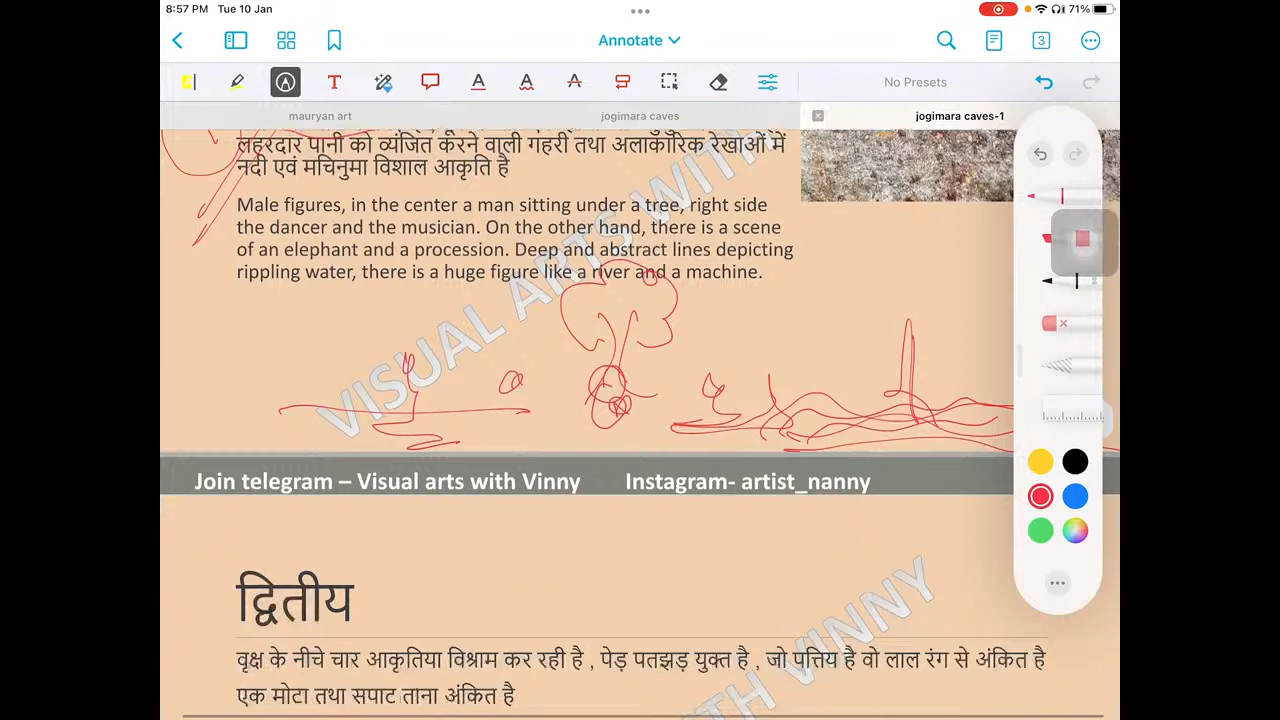 8:57 PM Tue 10 Jan
71%
Annotate
3
No Presets
mauryan art
jogimara caves
jogimara caves-1
लहरदार पानी को व्यंजित करने वाली गहरी तथा अलाकारिक रेखाओं में
नदी एवं मचिनुमा विशाल आकृति है
Male figures, in the center a man sitting under a tree, right side
the dancer and the musician. On the other hand, there is a scene
of an elephant and a procession. Deep and abstract lines depicting
rippling water, there is a huge figure like a river and a machine.
VISUAL ARTS WITH
Join telegram – Visual arts with Vinny Instagram- artist_nanny
द्वितीय
वृक्ष के नीचे चार आकृतिया विश्राम कर रही है , पेड़ पतझड़ युक्त है , जो पत्तिय है वो लाल रंग से अंकित है
एक मोटा तथा सपाट ताना अंकित है
WITH VINNY